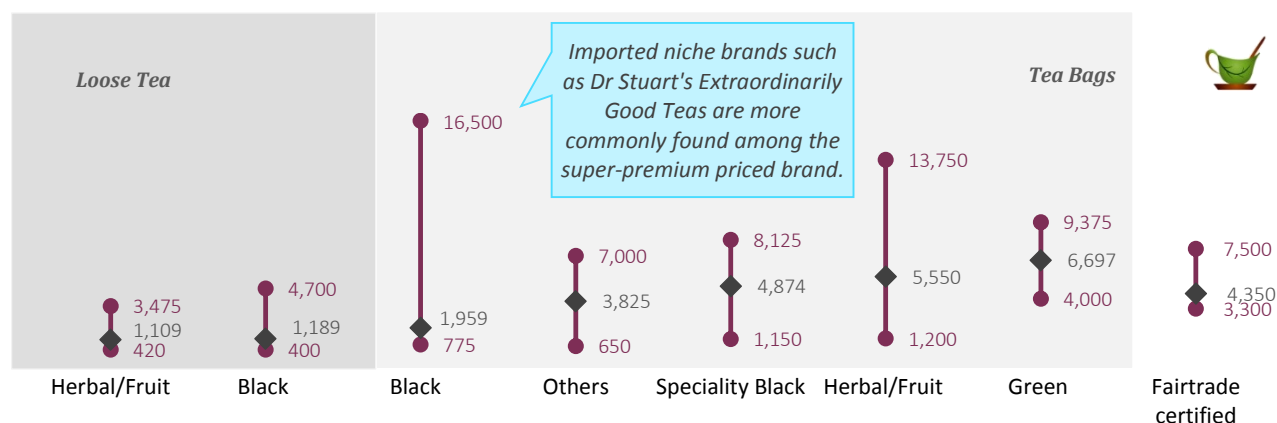 Loose Tea
Imported niche brands such
as Dr Stuart's Extraordinarily
Good Teas are more
commonly found among the
super-premium priced brand.
Tea Bags
3,475
1,109
420
4,700
1,189
400
16,500
1,959
775
7,000
3,825
650
8,125
4,874
1,150
13,750
5,550
1,200
9,375
6,697
4,000
7,500
4,350
3,300
Herbal/Fruit
Black
Black
Others
Speciality Black
Herbal/Fruit
Green
Fairtrade
certified